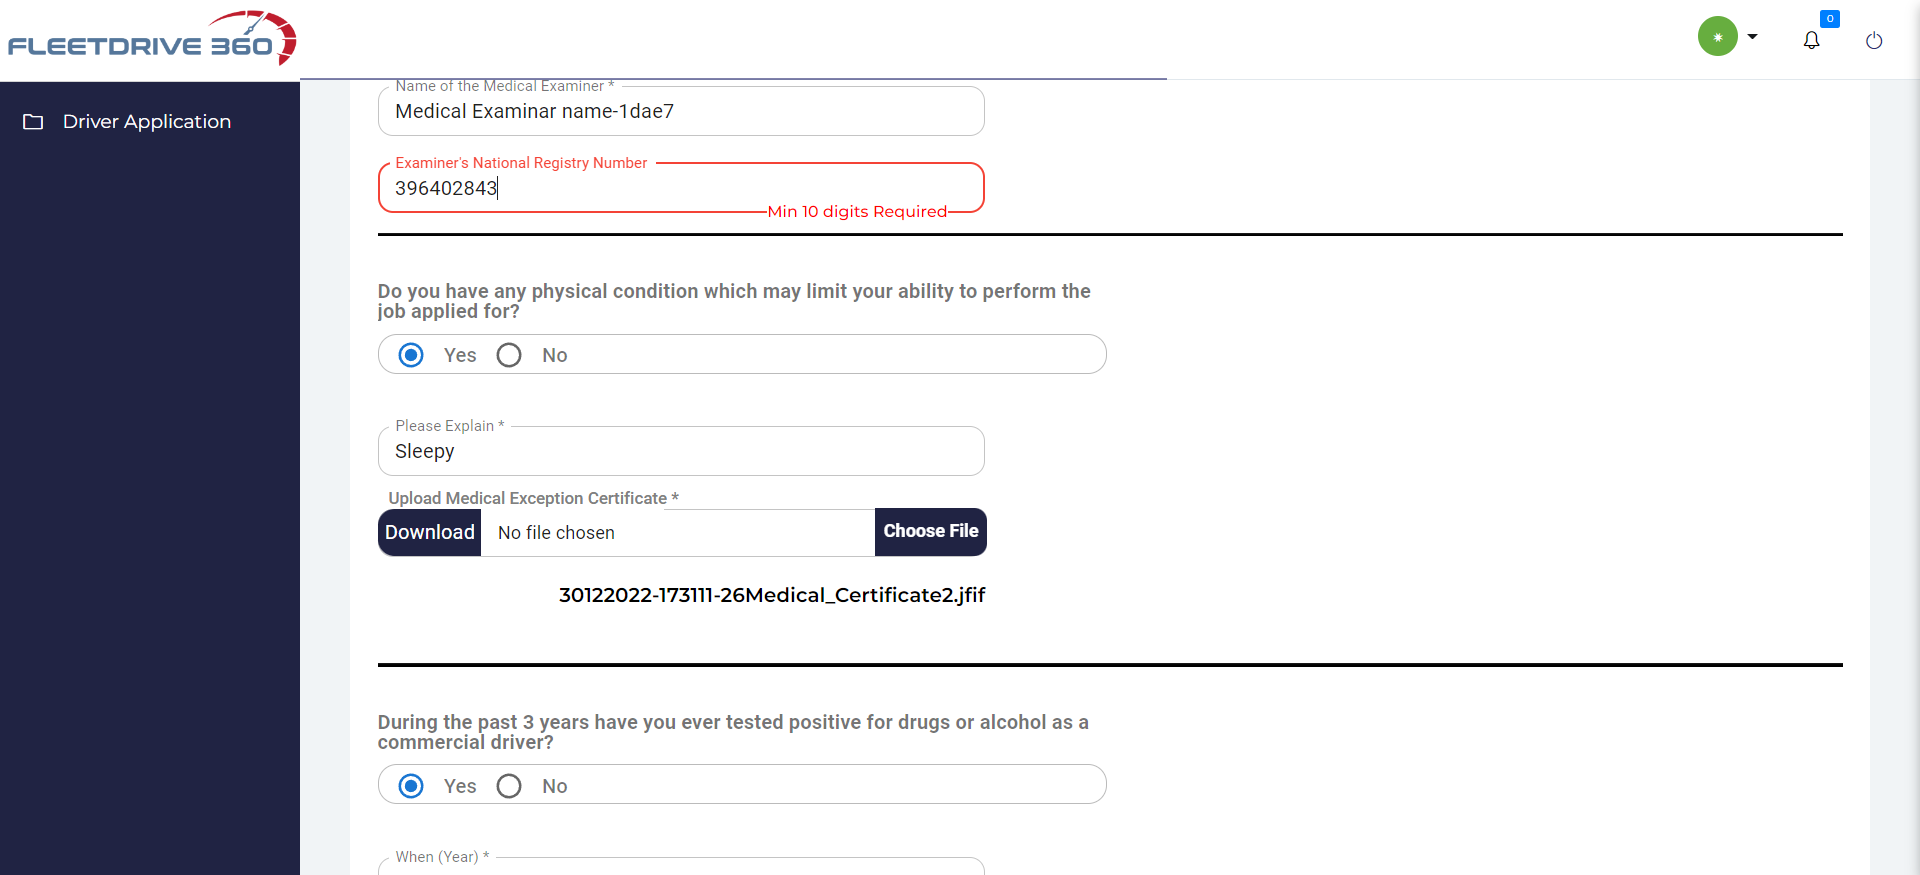 FLEETDRIVE 360
0
Driver Application
Name of the Medical Examiner *
Medical Examinar name-1dae7
Examiner's National Registry Number
396402843
Min 10 digits Required
Do you have any physical condition which may limit your ability to perform the
job applied for?
Yes No
Please Explain *
Sleepy
Upload Medical Exception Certificate *
Download No file chosen Choose File
30122022-173111-26Medical_Certificate2.jfif
During the past 3 years have you ever tested positive for drugs or alcohol as a
commercial driver?
Yes No
When (Year) *